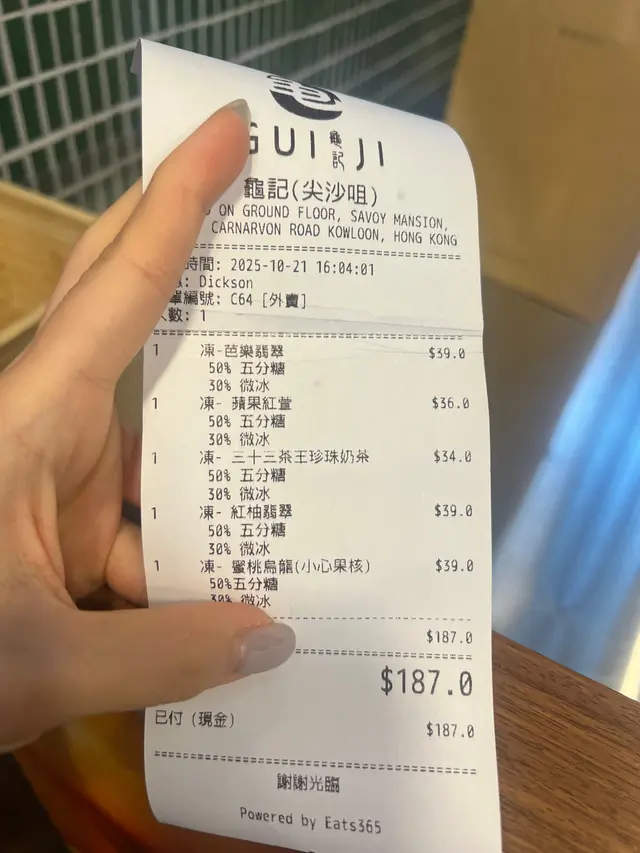 GUI 龜記 JI
龜記(尖沙咀)
ON GROUND FLOOR, SAVOY MANSION,
CARNARVON ROAD KOWLOON, HONG KONG
時間: 2025-10-21 16:04:01
: Dickson
單編號: C64 [外賣]
人數: 1
1 凍-芭樂翡翠 $39.0
50% 五分糖
30% 微冰
1 凍- 蘋果紅萱 $36.0
50% 五分糖
30% 微冰
1 凍- 三十三茶王珍珠奶茶 $34.0
50% 五分糖
30% 微冰
1 凍- 紅柚翡翠 $39.0
50% 五分糖
30% 微冰
1 凍- 蜜桃烏龍(小心果核) $39.0
50%五分糖
30% 微冰
$187.0
$187.0
已付 (現金) $187.0
謝謝光臨
Powered by Eats365